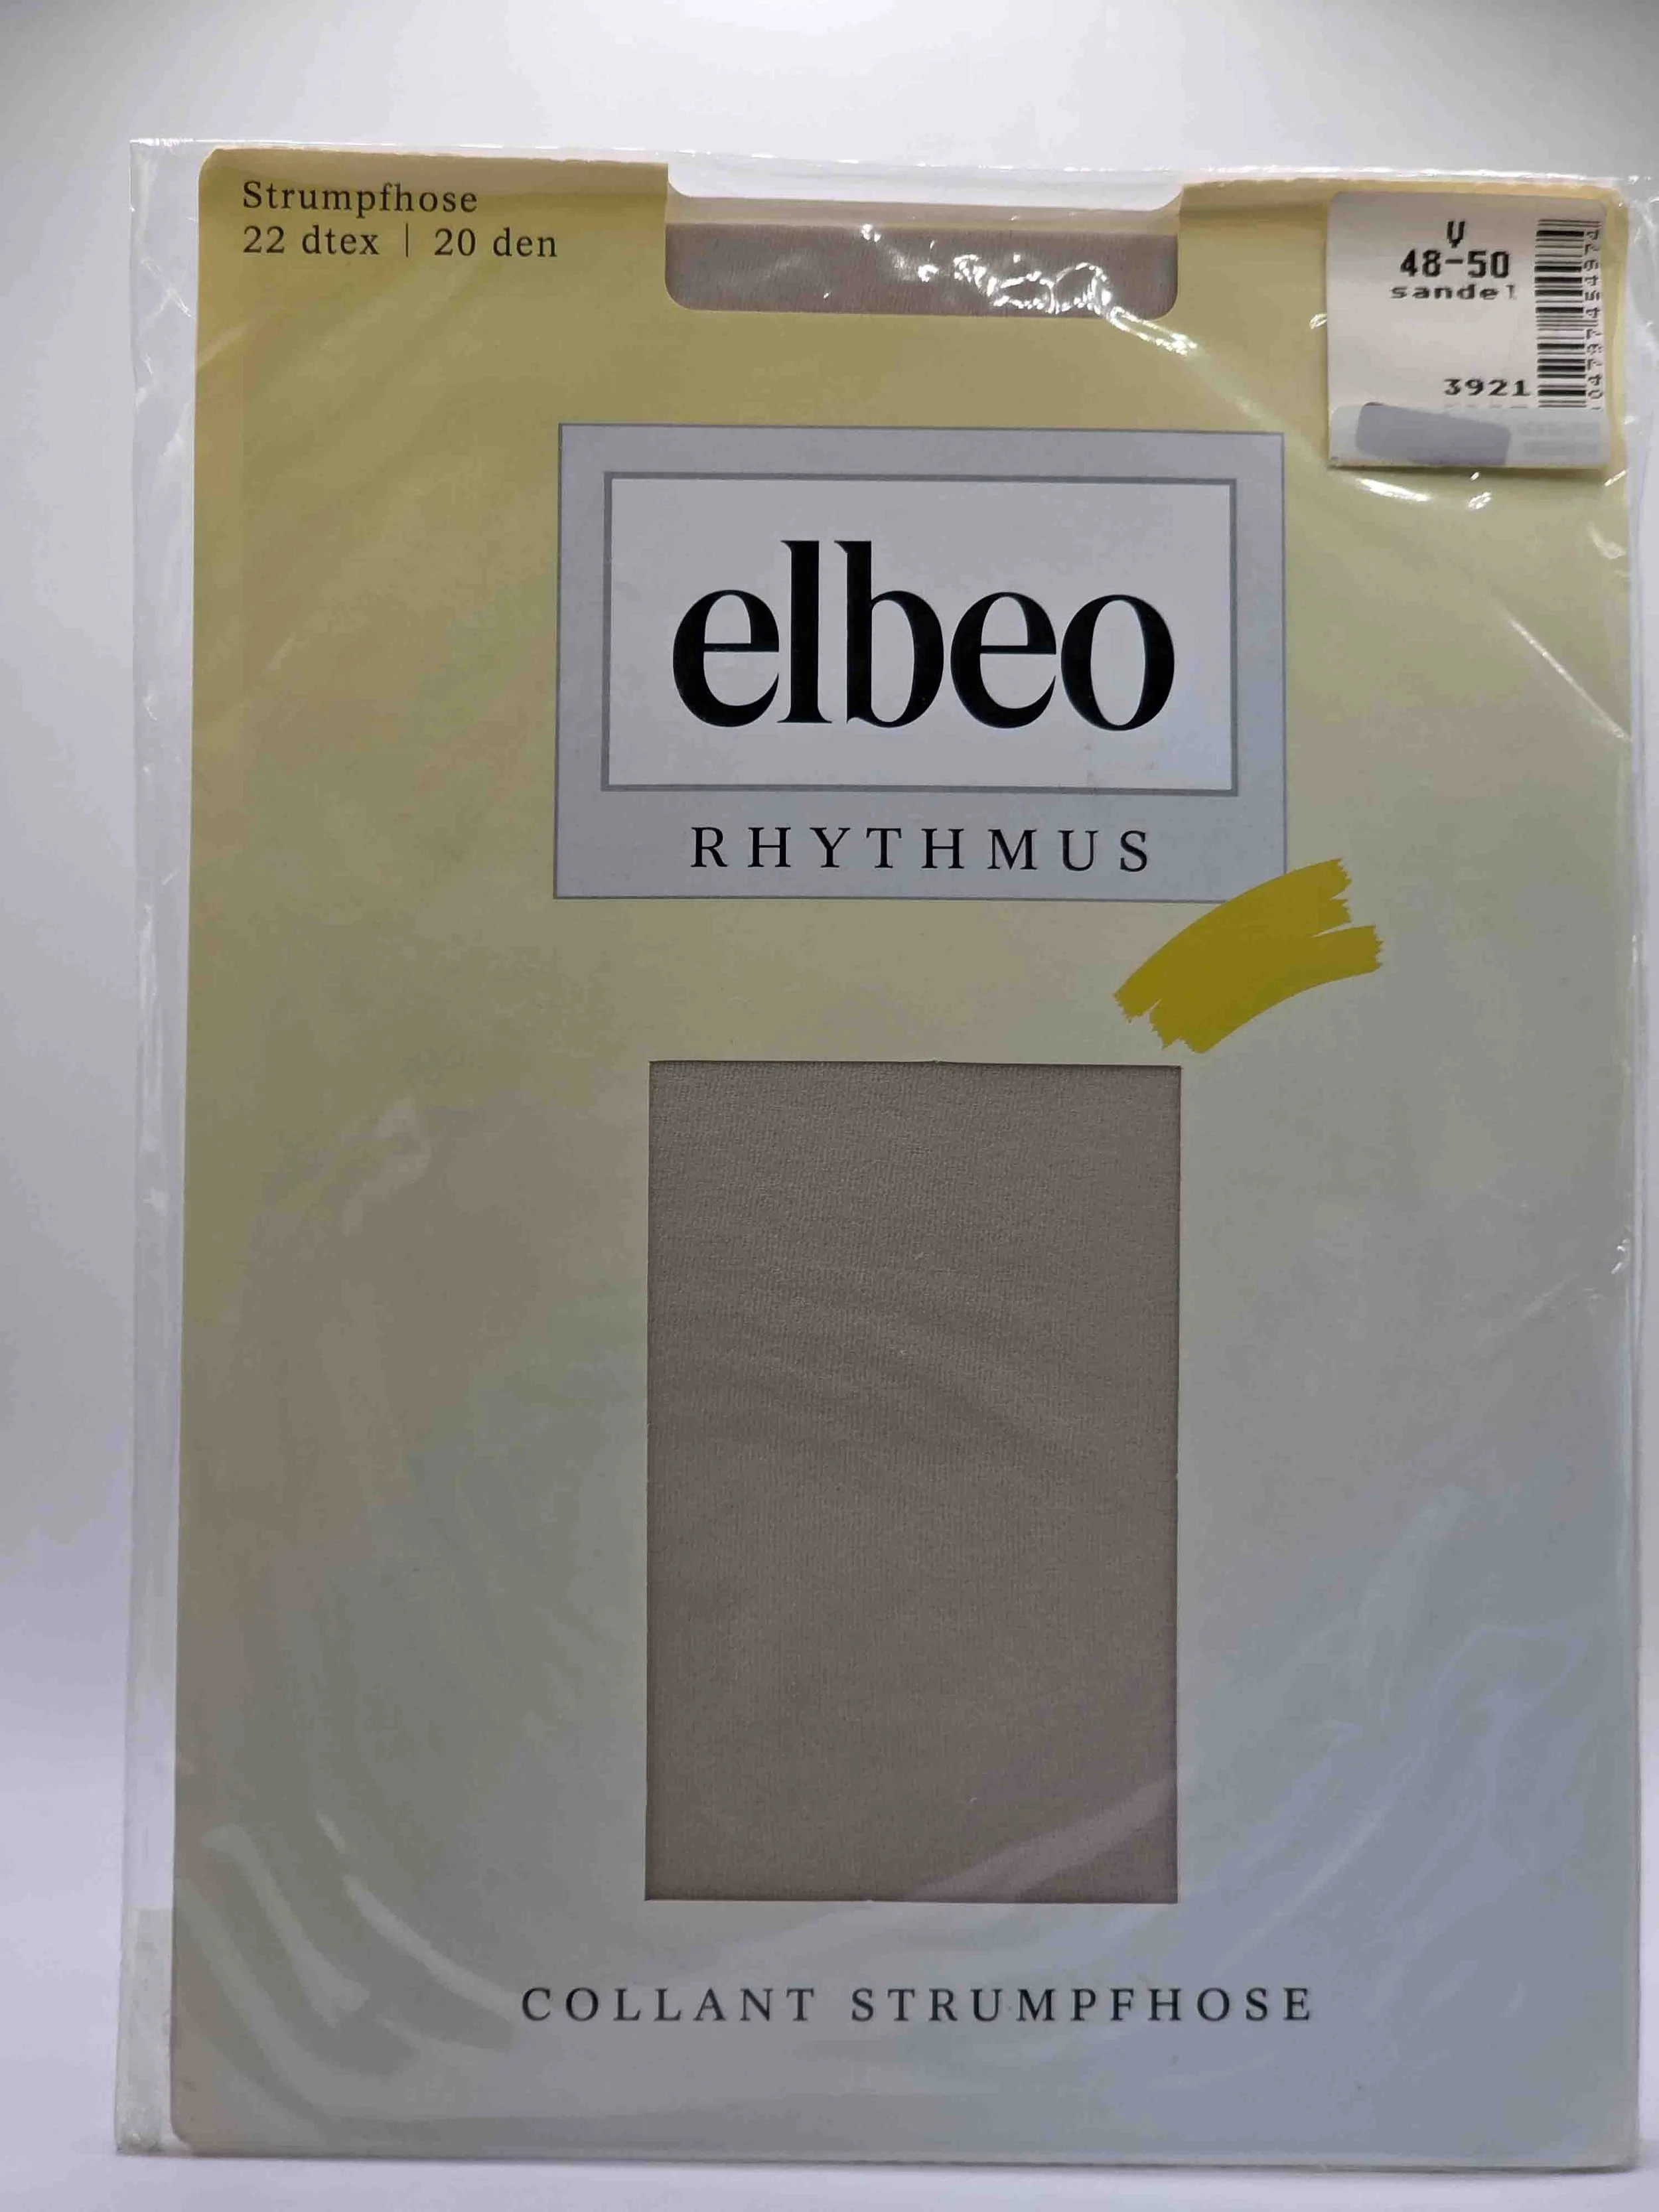 Strumpfhose
22 dtex | 20 den
V
48-50
sandel
3921
elbeo
RHYTHMUS
COLLANT STRUMPFHOSE